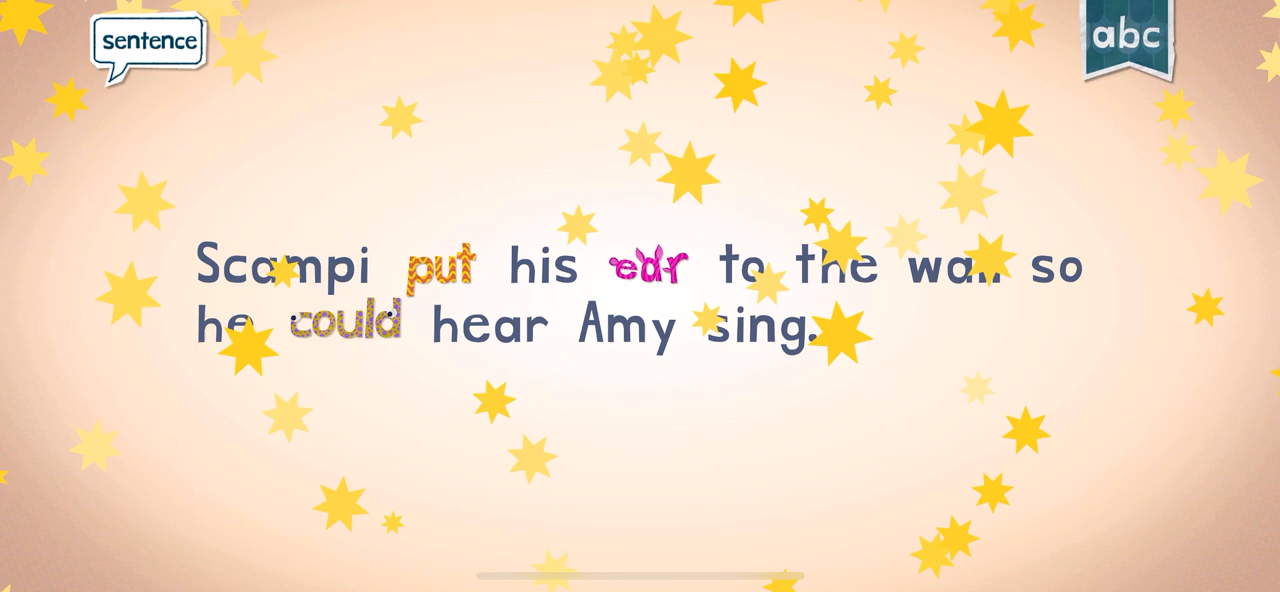 sentence
abc
Scampi put his ear to the wall so
he could hear Amy sing.